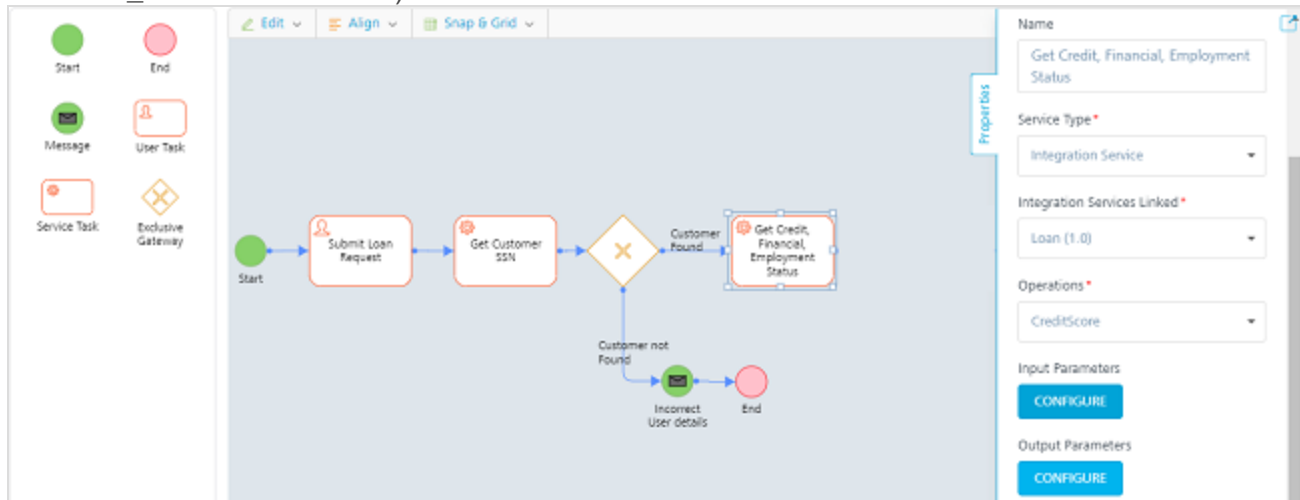 Start
End
Message
User Task
Service Task
Exclusive
Gateway
Edit
Align
Snap & Grid
Start
Submit Loan
Request
Get Customer
SSN
Customer
Found
Get Credit,
Financial,
Employment
Status
Customer not
Found
Incorrect
User details
End
Properties
Name
Get Credit, Financial, Employment
Status
Service Type*
Integration Service
Integration Services Linked*
Loan (1.0)
Operations*
CreditScore
Input Parameters
CONFIGURE
Output Parameters
CONFIGURE